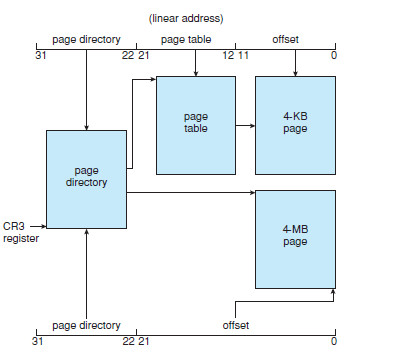 (linear address)
page directory page table offset
31 22 21 12 11 0
page
table
4-KB
page
page
directory
CR3
register
4-MB
page
page directory offset
31 22 21 0